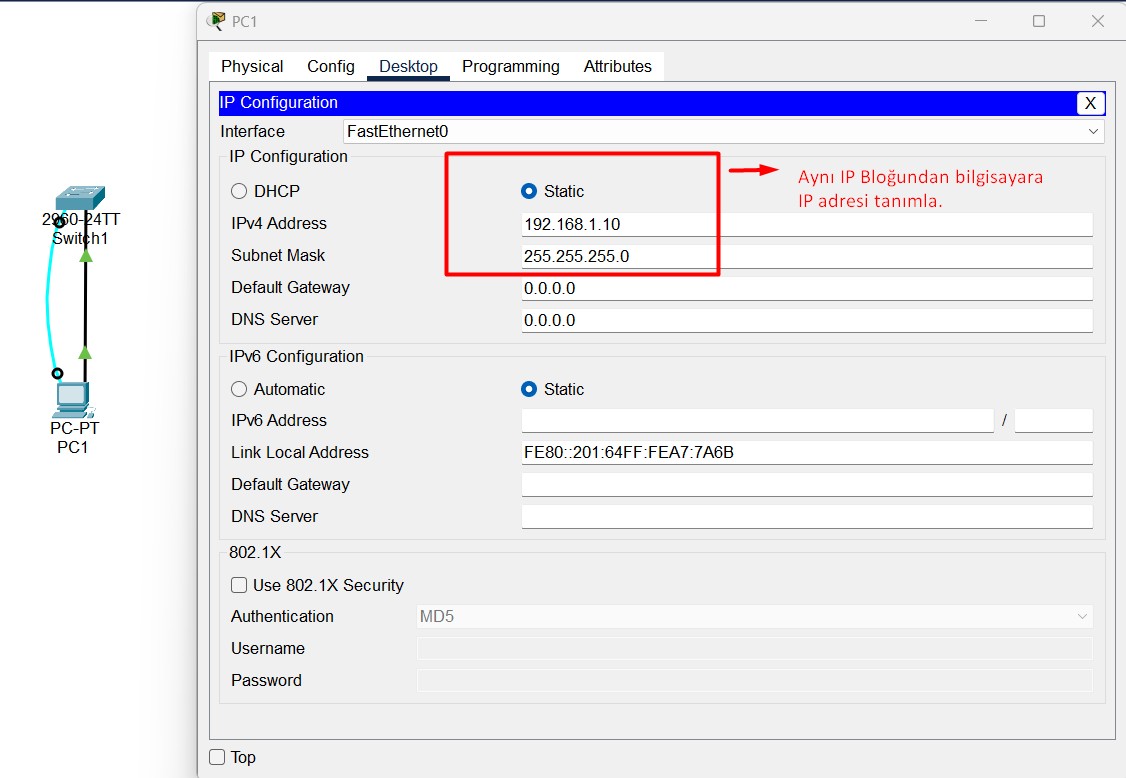 PC1
Physical Config Desktop Programming Attributes
IP Configuration X
Interface FastEthernet0
IP Configuration
DHCP Static
IPv4 Address 192.168.1.10
Subnet Mask 255.255.255.0
Default Gateway 0.0.0.0
DNS Server 0.0.0.0
Aynı IP Bloğundan bilgisayara
IP adresi tanımla.
IPv6 Configuration
Automatic Static
IPv6 Address /
Link Local Address FE80::201:64FF:FEA7:7A6B
Default Gateway
DNS Server
802.1X
Use 802.1X Security
Authentication MD5
Username
Password
Top
2960-24TT
Switch1
PC-PT
PC1